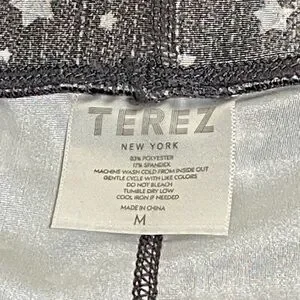 TEREZ
NEW YORK
83% POLYESTER
17% SPANDEX
MACHINE WASH COLD FROM INSIDE OUT
GENTLE CYCLE WITH LIKE COLORS
DO NOT BLEACH
TUMBLE DRY LOW
COOL IRON IF NEEDED
MADE IN CHINA
M